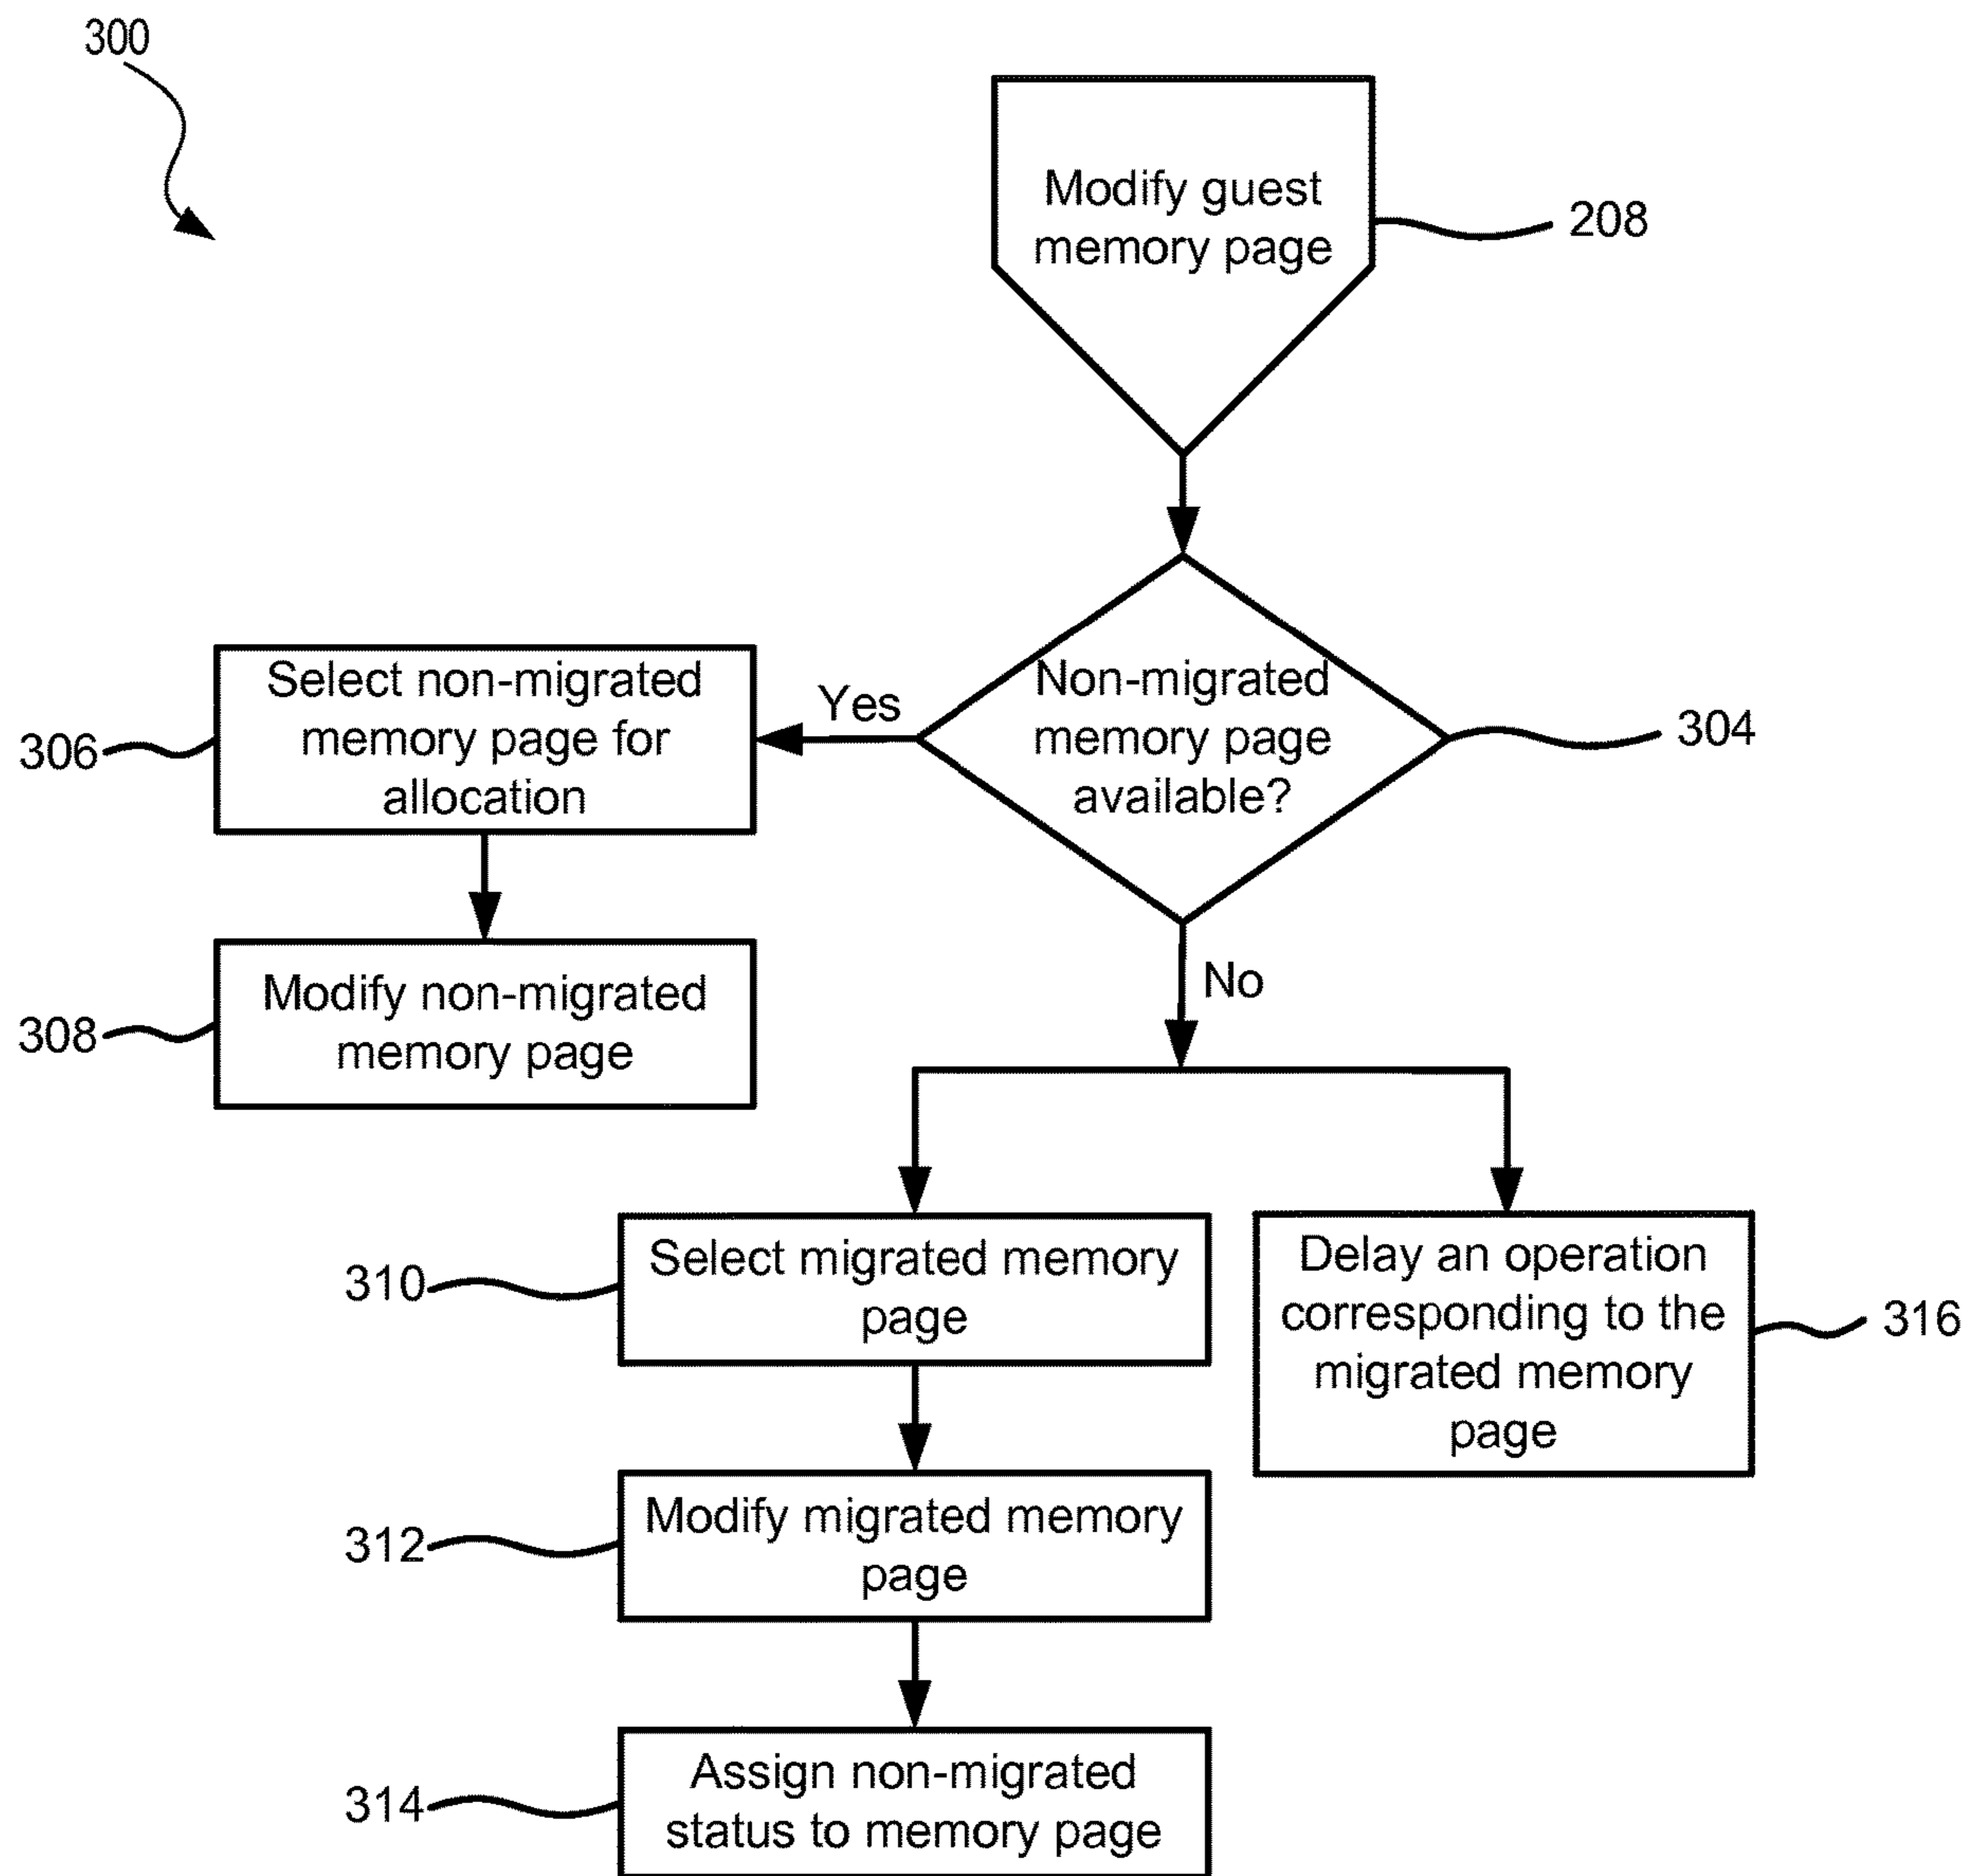 300
Modify guest
memory page
208
Non-migrated
memory page
available?
304
Yes
Select non-migrated
memory page for
allocation
306
Modify non-migrated
memory page
308
No
Select migrated memory
page
310
Delay an operation
corresponding to the
migrated memory
page
316
Modify migrated memory
page
312
Assign non-migrated
status to memory page
314